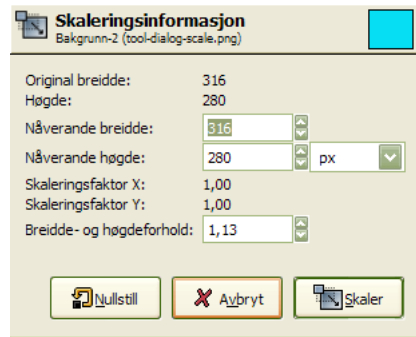 Skaleringsinformasjon
Bakgrunn-2 (tool-dialog-scale.png)
Original breidde: 316
Høgde: 280
Nåverande breidde: 316
Nåverande høgde: 280 px
Skaleringsfaktor X: 1,00
Skaleringsfaktor Y: 1,00
Breidde- og høgdeforhold: 1,13
Nullstill Avbryt Skaler